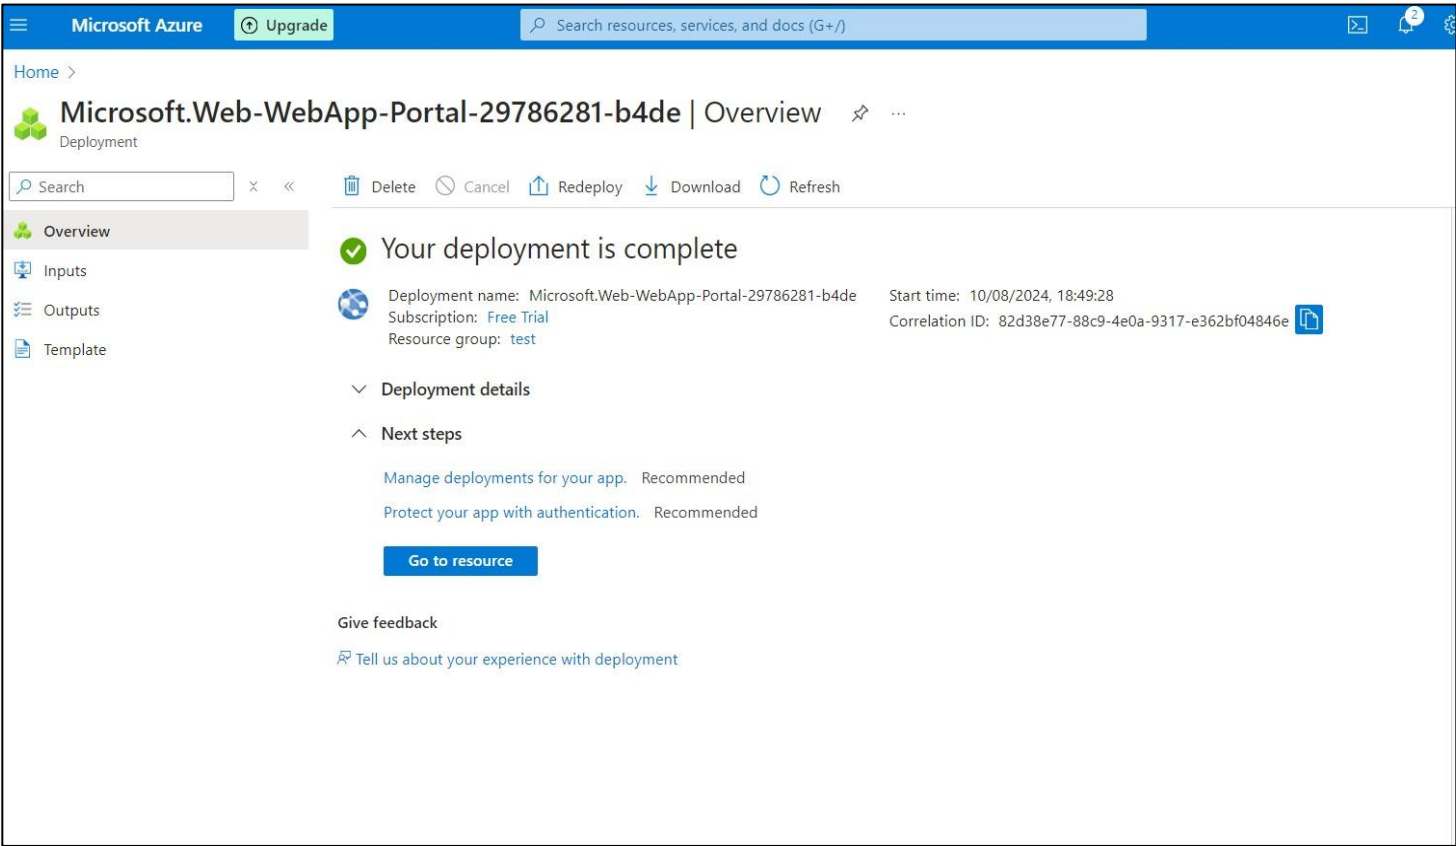 Microsoft Azure
Upgrade
Search resources, services, and docs (G+/)
2
Home >
Microsoft.Web-WebApp-Portal-29786281-b4de | Overview ...
Deployment
Search
Delete Cancel Redeploy Download Refresh
Overview
Inputs
Outputs
Template
Your deployment is complete
Deployment name: Microsoft.Web-WebApp-Portal-29786281-b4de
Subscription: Free Trial
Resource group: test
Start time: 10/08/2024, 18:49:28
Correlation ID: 82d38e77-88c9-4e0a-9317-e362bf04846e
Deployment details
Next steps
Manage deployments for your app. Recommended
Protect your app with authentication. Recommended
Go to resource
Give feedback
Tell us about your experience with deployment